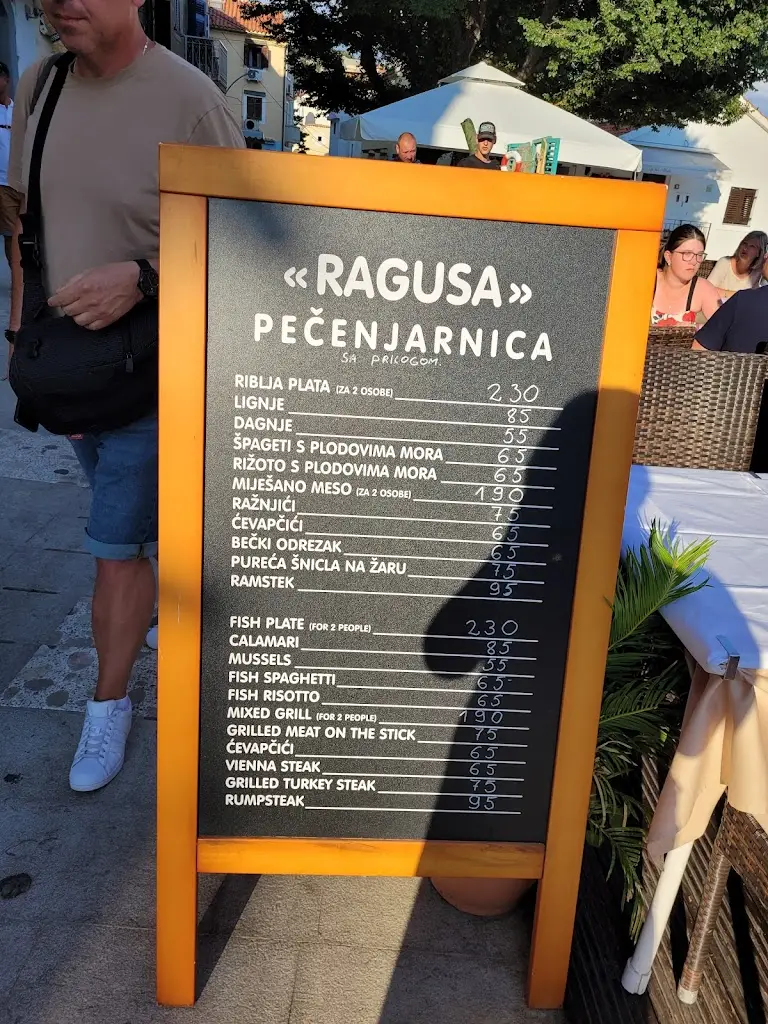 «RAGUSA»
PEČENJARNICA
SA PRILOGOM
RIBLJA PLATA (ZA 2 OSOBE) 230
LIGNJE 85
DAGNJE 55
ŠPAGETI S PLODOVIMA MORA 65
RIŽOTO S PLODOVIMA MORA 65
MIJEŠANO MESO (ZA 2 OSOBE) 190
RAŽNJIĆI 75
ĆEVAPČIĆI 65
BEČKI ODREZAK 65
PUREĆA ŠNICLA NA ŽARU 75
RAMSTEK 95
FISH PLATE (FOR 2 PEOPLE) 230
CALAMARI 85
MUSSELS 55
FISH SPAGHETTI 65
FISH RISOTTO 65
MIXED GRILL (FOR 2 PEOPLE) 190
GRILLED MEAT ON THE STICK 75
ĆEVAPČIĆI 65
VIENNA STEAK 65
GRILLED TURKEY STEAK 75
RUMPSTEAK 95